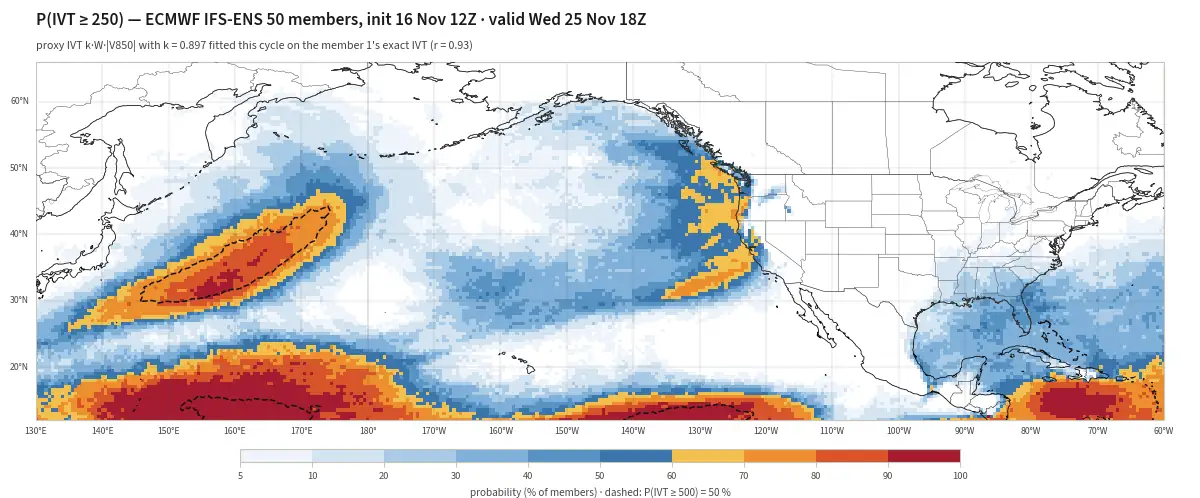 P(IVT ≥ 250) — ECMWF IFS-ENS 50 members, init 16 Nov 12Z · valid Wed 25 Nov 18Z
proxy IVT k·W·|V850| with k = 0.897 fitted this cycle on the member 1's exact IVT (r = 0.93)
60°N
50°N
40°N
30°N
20°N
130°E 140°E 150°E 160°E 170°E 180° 170°W 160°W 150°W 140°W 130°W 120°W 110°W 100°W 90°W 80°W 70°W 60°W
5 10 20 30 40 50 60 70 80 90 100
probability (% of members) · dashed: P(IVT ≥ 500) = 50 %